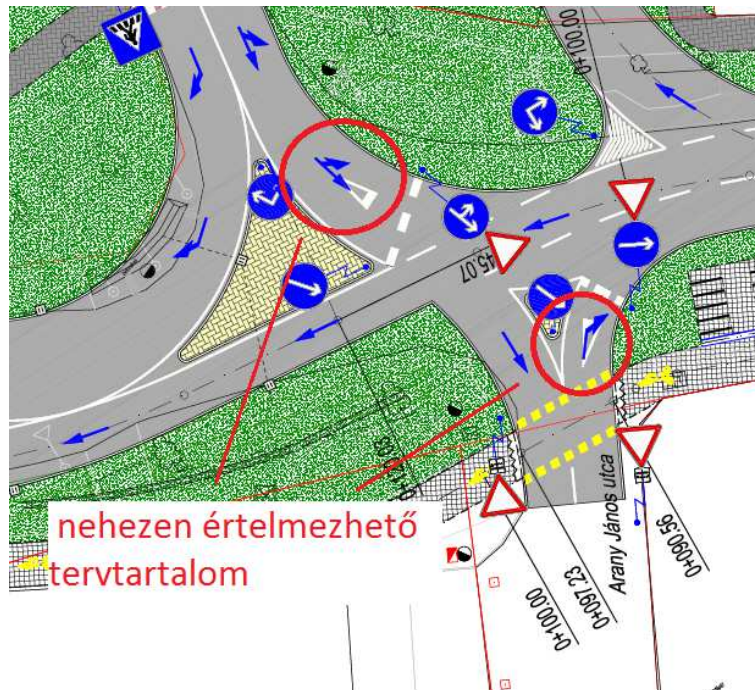 0+100.00
45.07
nehezen értelmezhető
tervtartalom
Arany János utca
0+100.00
0+097.23
0+090.56